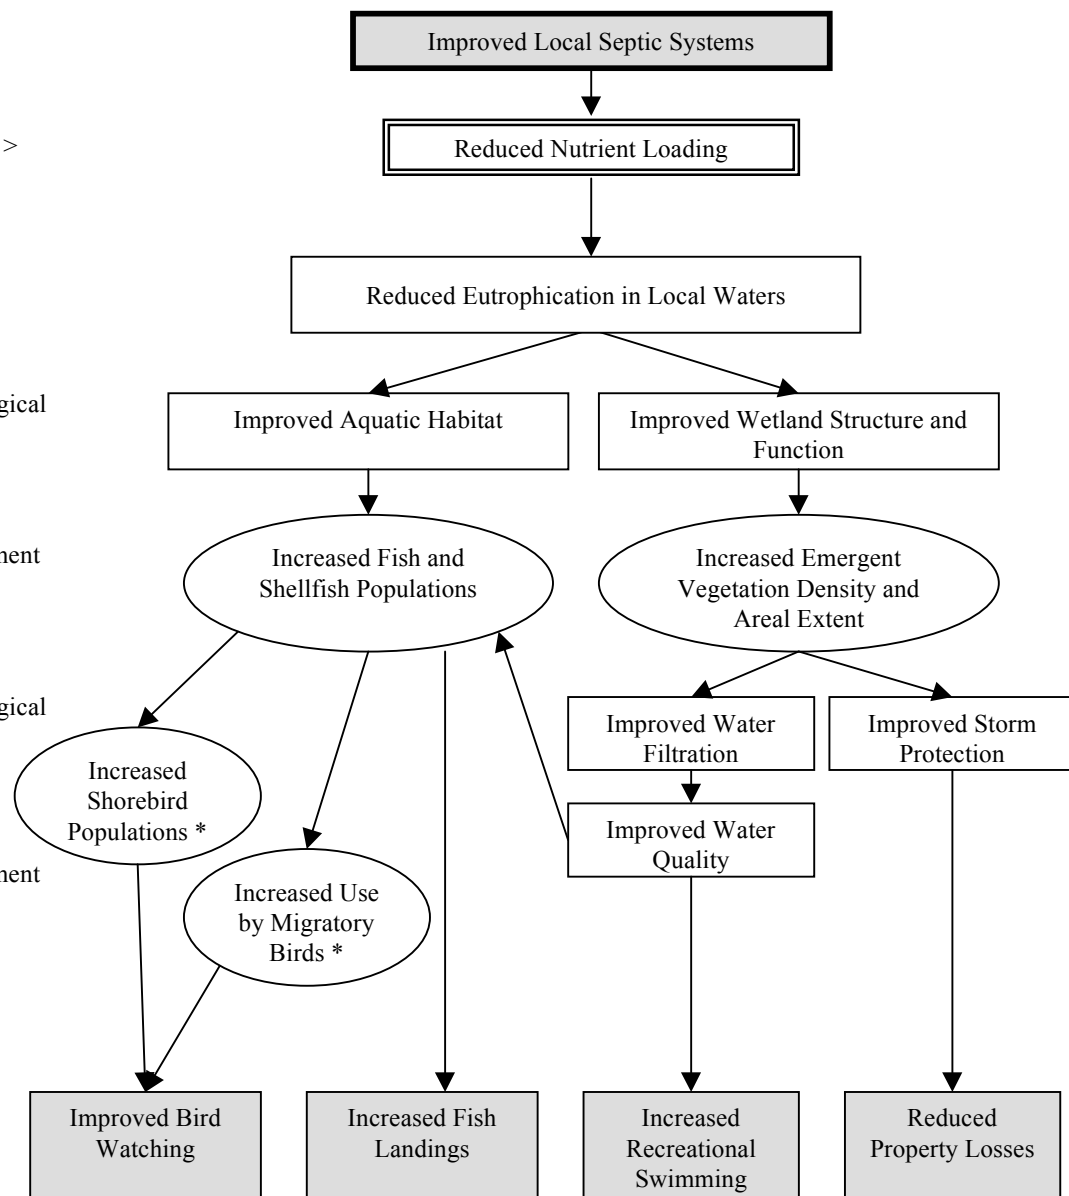 Improved Local Septic Systems
>
Reduced Nutrient Loading
Reduced Eutrophication in Local Waters
Improved Aquatic Habitat
Improved Wetland Structure and
Function
Increased Fish and
Shellfish Populations
Increased Emergent
Vegetation Density and
Areal Extent
Improved Water
Filtration
Improved Storm
Protection
Increased
Shorebird
Populations *
Improved Water
Quality
Increased Use
by Migratory
Birds *
Improved Bird
Watching
Increased Fish
Landings
Increased
Recreational
Swimming
Reduced
Property Losses